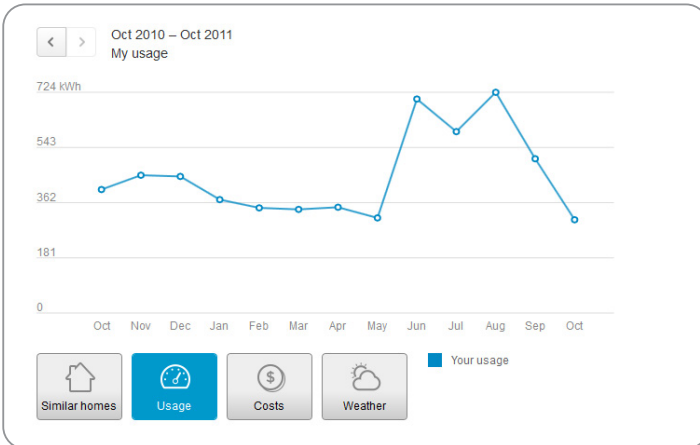 Oct 2010 – Oct 2011
My usage
724 kWh
543
362
181
0
Oct Nov Dec Jan Feb Mar Apr May Jun Jul Aug Sep Oct
Similar homes
Usage
$
Costs
Weather
Your usage